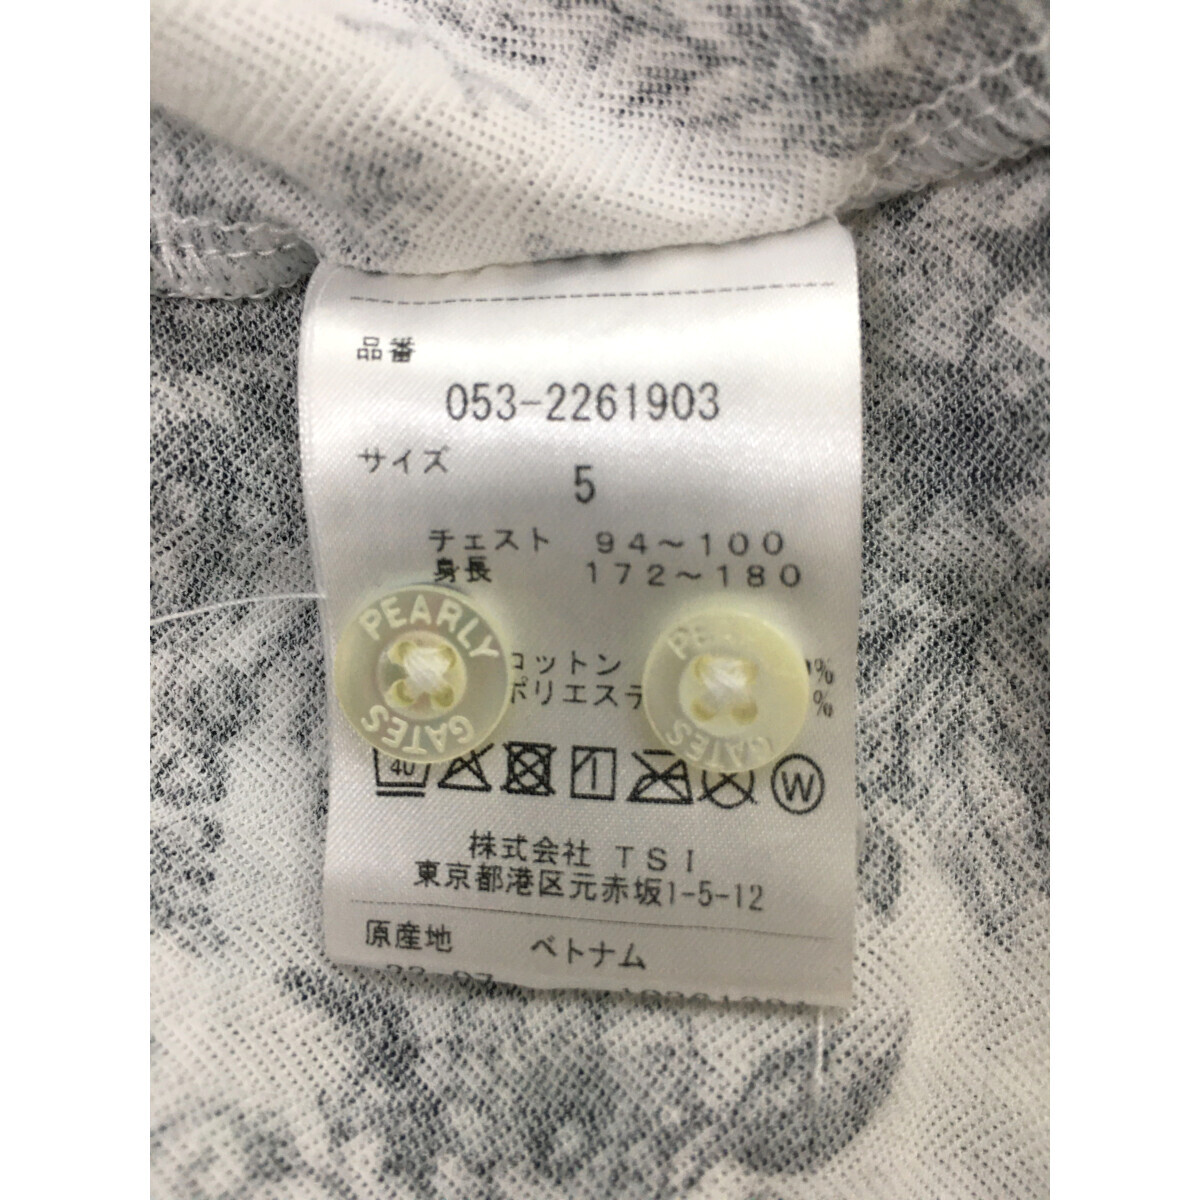 品番
053-2261903
サイズ
5
チェスト 94～100
身長 172～180
PEARLY GATES
コットン %
ポリエステ %
GATES
40
W
株式会社 TSI
東京都港区元赤坂1-5-12
原産地 ベトナム